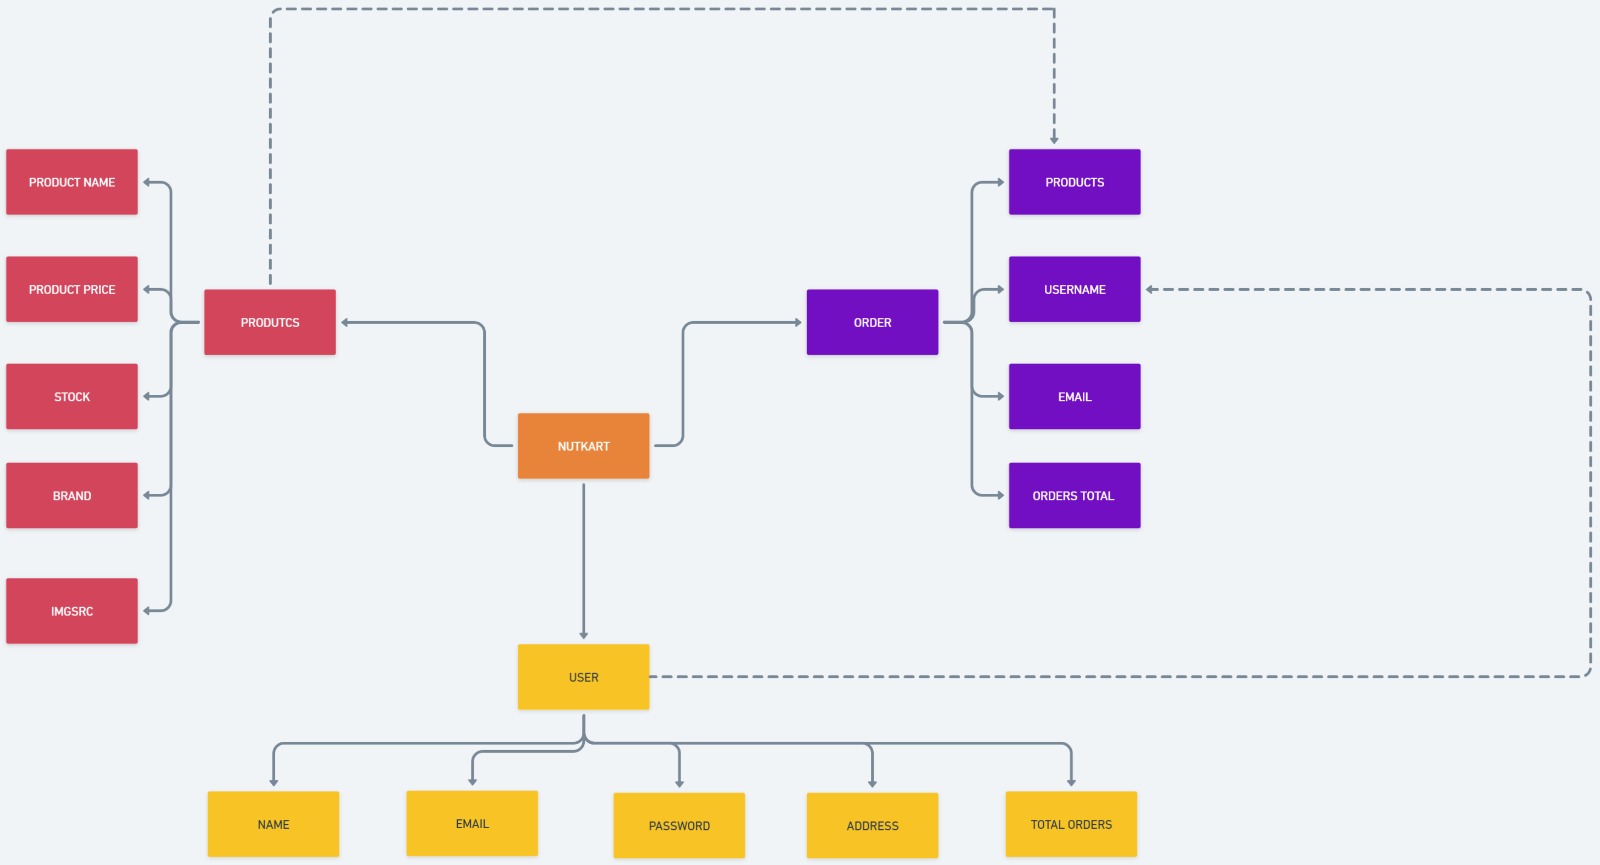 PRODUCT NAME
PRODUCTS
PRODUCT PRICE
USERNAME
PRODUTCS
ORDER
STOCK
EMAIL
NUTKART
BRAND
ORDERS TOTAL
IMGSRC
USER
NAME
EMAIL
PASSWORD
ADDRESS
TOTAL ORDERS